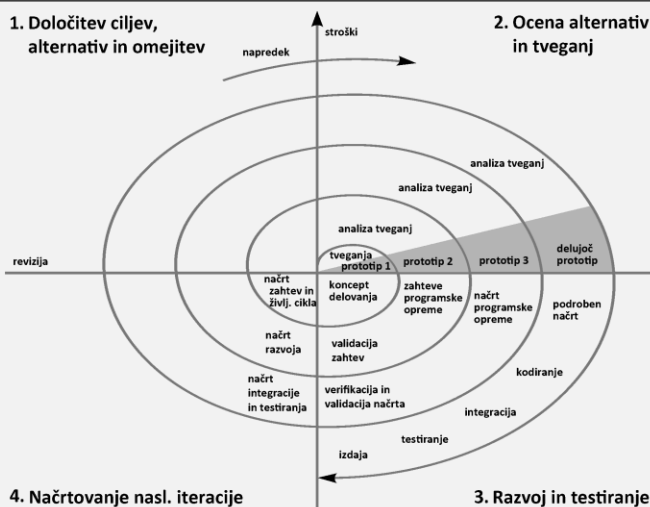 1. Določitev ciljev,
alternativ in omejitev
2. Ocena alternativ
in tveganj
stroški
napredek
analiza tveganj
analiza tveganj
analiza tveganj
tveganja
prototip 1
prototip 2
prototip 3
delujoč
prototip
revizija
načrt
zahtev in
življ. cikla
koncept
delovanja
zahteve
programske
opreme
načrt
programske
opreme
podroben
načrt
načrt
razvoja
validacija
zahtev
načrt
integracije
in testiranja
verifikacija in
validacija načrta
kodiranje
integracija
testiranje
izdaja
4. Načrtovanje nasl. iteracije
3. Razvoj in testiranje